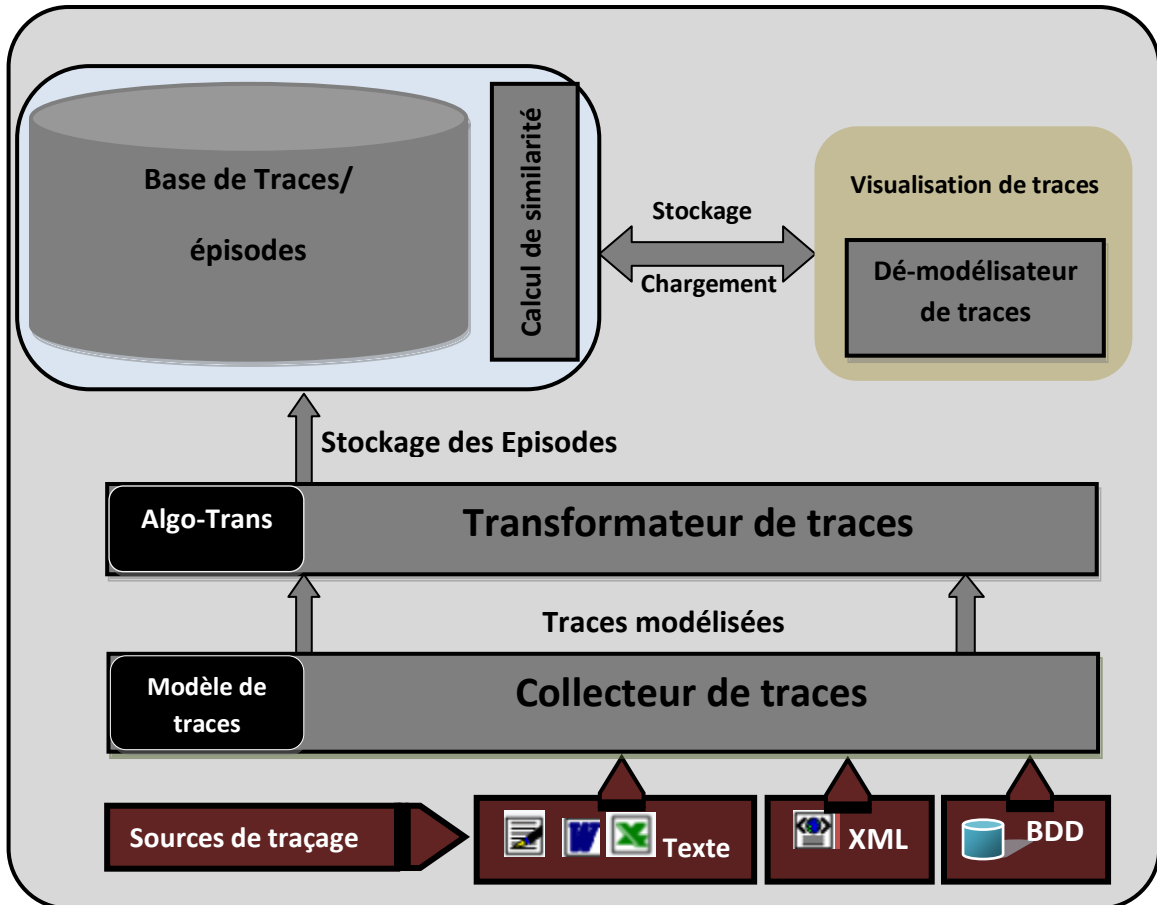 Base de Traces/
épisodes
Calcul de similarité
Stockage
Chargement
Visualisation de traces
Dé-modélisateur
de traces
Stockage des Episodes
Algo-Trans
Transformateur de traces
Traces modélisées
Modèle de
traces
Collecteur de traces
Sources de traçage
Texte
XML
BDD